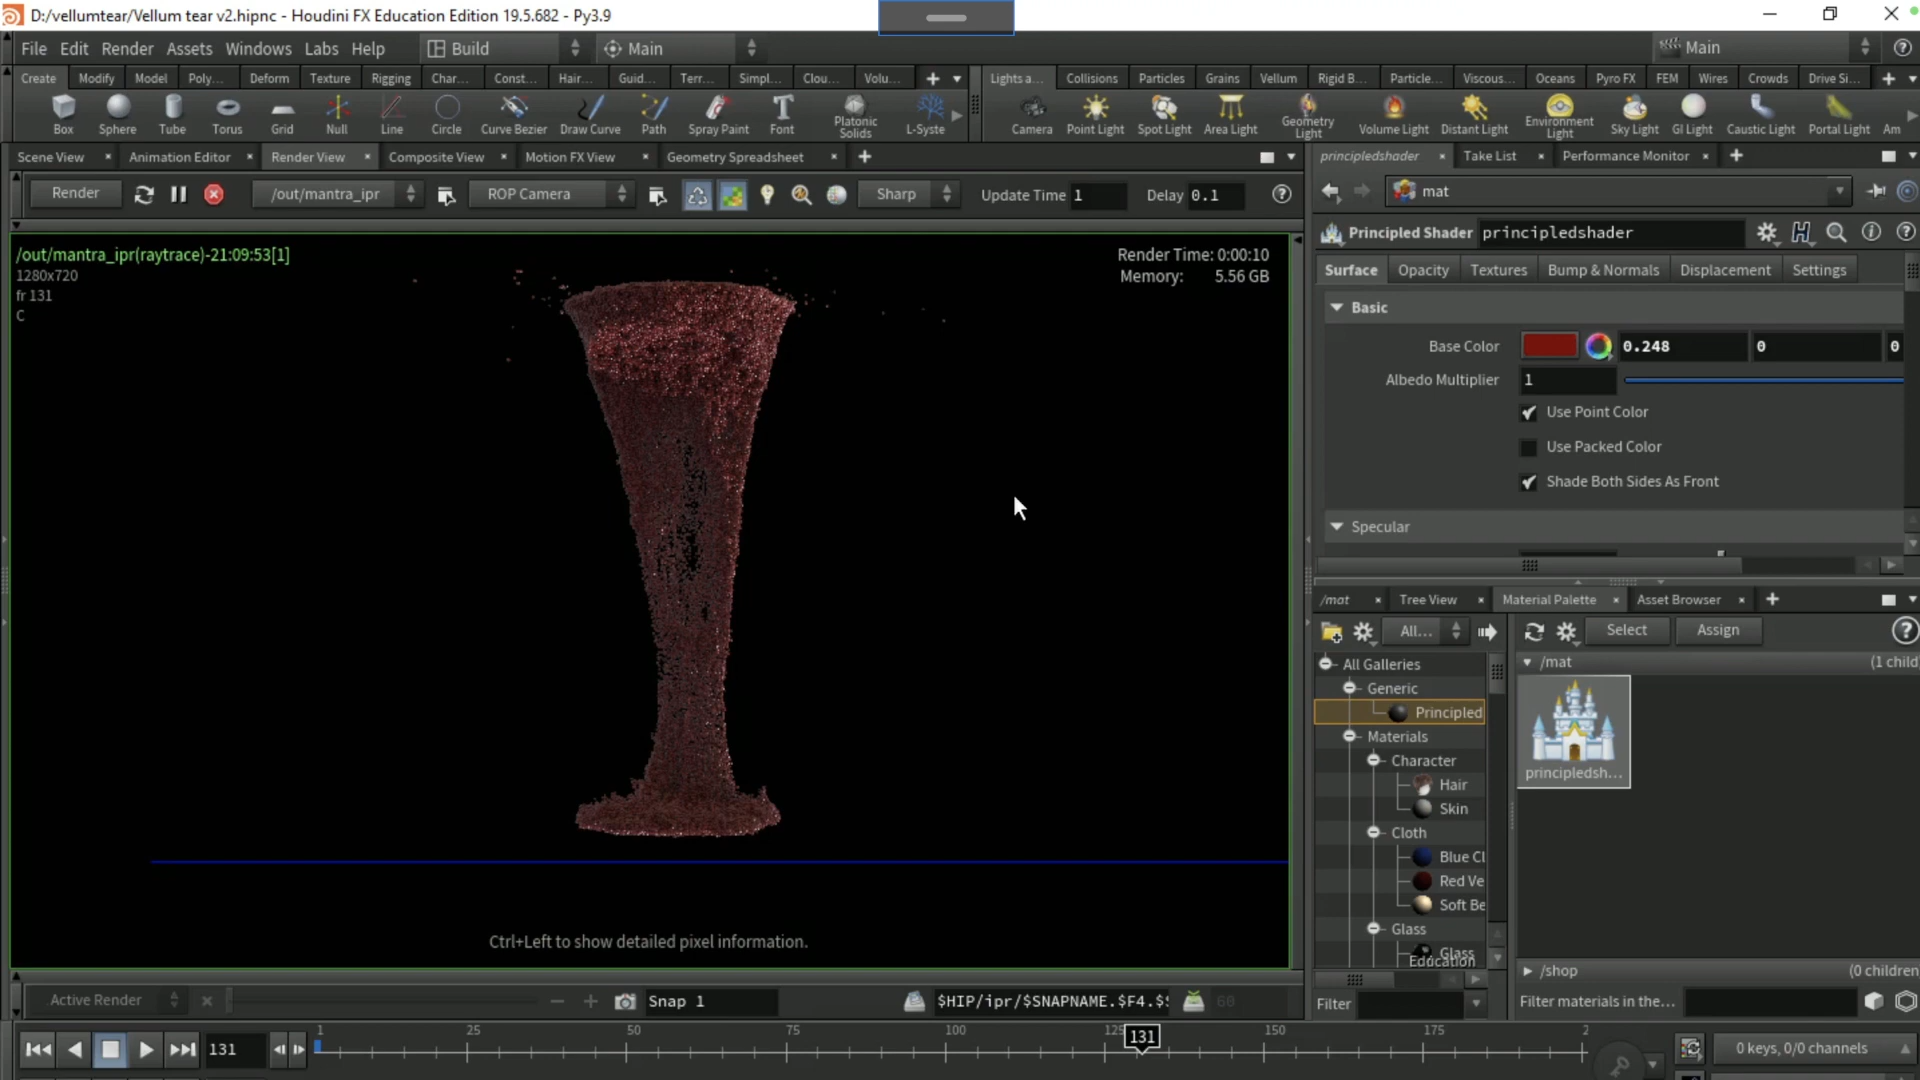 D:/vellumtear/Vellum tear v2.hipnc - Houdini FX Education Edition 19.5.682 - Py3.9
File Edit Render Assets Windows Labs Help Build Main Main
Create Modify Model Poly... Deform Texture Rigging Char... Const... Hair... Guid... Terr... Simpl... Clou... Volu...
Lights a... Collisions Particles Grains Vellum Rigid B... Particle... Viscous... Oceans Pyro FX FEM Wires Crowds Drive Si...
Box Sphere Tube Torus Grid Null Line Circle Curve Bezier Draw Curve Path Spray Paint Font Platonic Solids L-Syste
Camera Point Light Spot Light Area Light Geometry Light Volume Light Distant Light Environment Light Sky Light GI Light Caustic Light Portal Light Am
Scene View Animation Editor Render View Composite View Motion FX View Geometry Spreadsheet
principledshader Take List Performance Monitor
Render /out/mantra_ipr ROP Camera Sharp Update Time 1 Delay 0.1
mat
Principled Shader principledshader
Surface Opacity Textures Bump & Normals Displacement Settings
Basic
Base Color 0.248 0 0
Albedo Multiplier 1
Use Point Color
Use Packed Color
Shade Both Sides As Front
Specular
/out/mantra_ipr(raytrace)-21:09:53[1]
1280x720
fr 131
C
Render Time: 0:00:10
Memory: 5.56 GB
Ctrl+Left to show detailed pixel information.
/mat Tree View Material Palette Asset Browser
All... Select Assign
All Galleries
Generic
Principled
Materials
Character
Hair
Skin
Cloth
Blue Cl
Red Ve
Soft Be
Glass
Glass
Education
Filter
/mat (1 child
principledsh...
/shop (0 children
Filter materials in the...
Active Render Snap 1 $HIP/ipr/$SNAPNAME.$F4.$ 60
131
1 25 50 75 100 125 150 175 2
131
0 keys, 0/0 channels